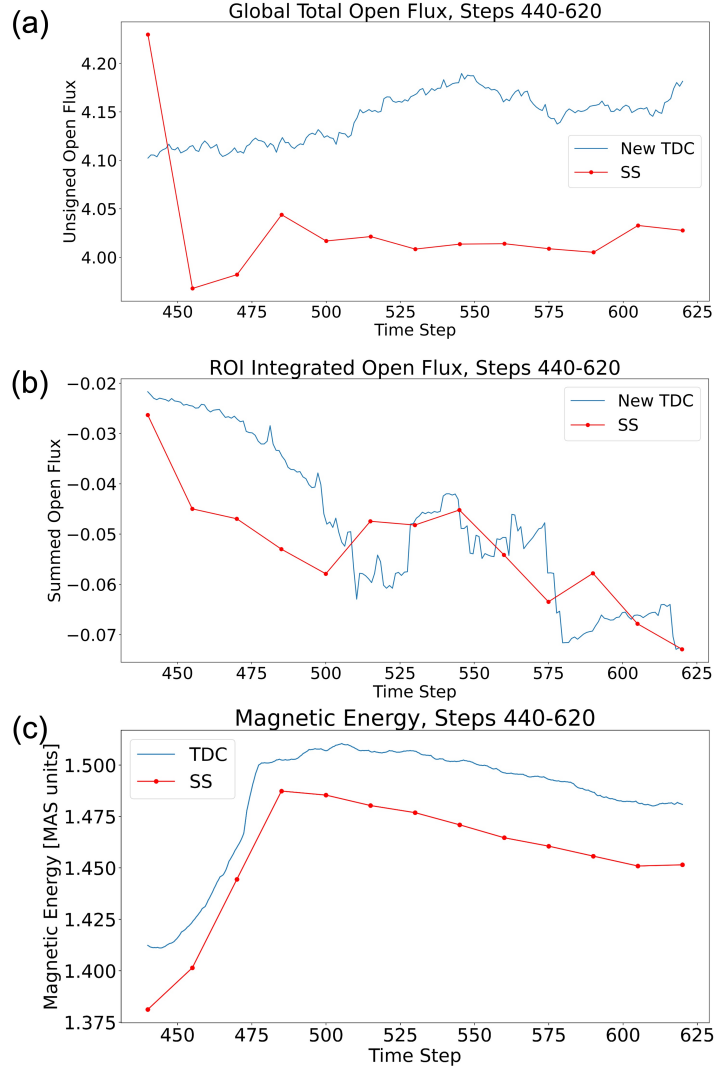 (a)
Global Total Open Flux, Steps 440-620
Unsigned Open Flux
4.20
4.15
4.10
4.05
4.00
New TDC
SS
450 475 500 525 550 575 600 625
Time Step
(b)
ROI Integrated Open Flux, Steps 440-620
Summed Open Flux
−0.02
−0.03
−0.04
−0.05
−0.06
−0.07
New TDC
SS
450 475 500 525 550 575 600 625
Time Step
(c)
Magnetic Energy, Steps 440-620
Magnetic Energy [MAS units]
1.500
1.475
1.450
1.425
1.400
1.375
TDC
SS
450 475 500 525 550 575 600 625
Time Step